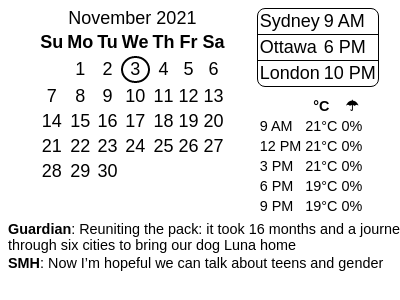 November 2021
Su Mo Tu We Th Fr Sa
1 2 3 4 5 6
7 8 9 10 11 12 13
14 15 16 17 18 19 20
21 22 23 24 25 26 27
28 29 30
Sydney 9 AM
Ottawa 6 PM
London 10 PM
°C ☂
9 AM 21°C 0%
12 PM 21°C 0%
3 PM 21°C 0%
6 PM 19°C 0%
9 PM 19°C 0%
Guardian: Reuniting the pack: it took 16 months and a journe
through six cities to bring our dog Luna home
SMH: Now I'm hopeful we can talk about teens and gender